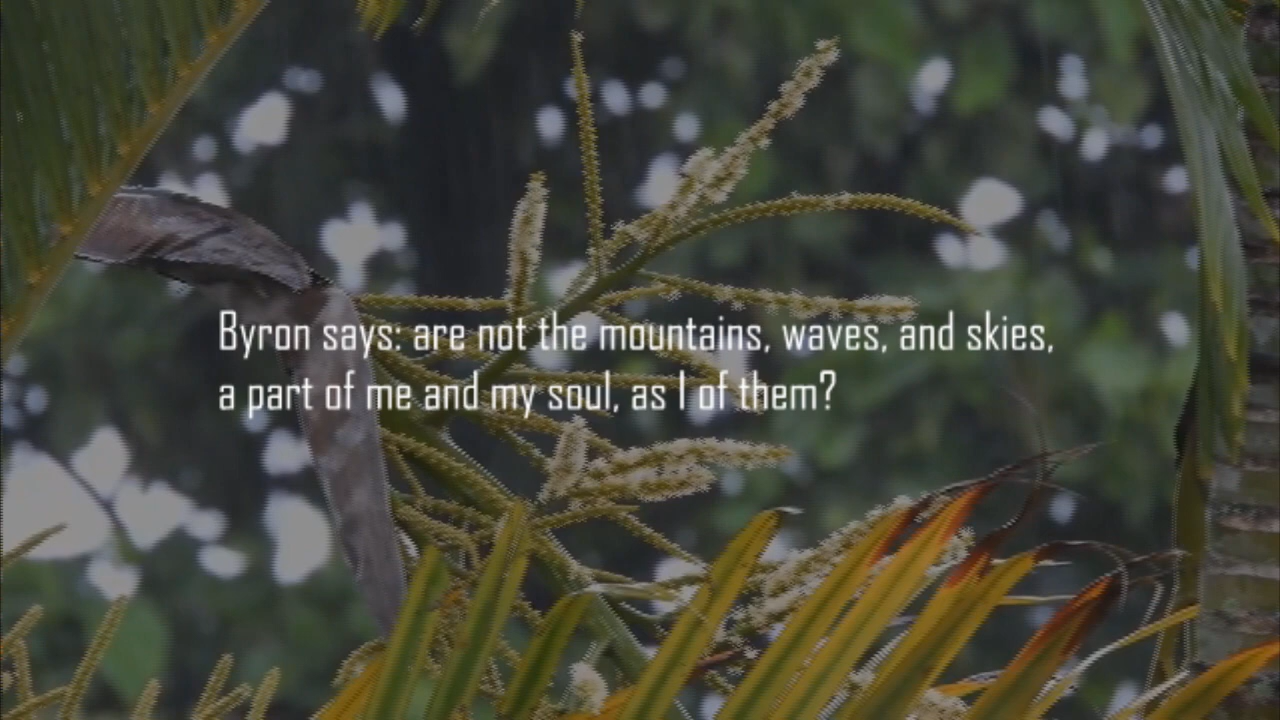 Byron says: are not the mountains, waves, and skies,
a part of me and my soul, as I of them?